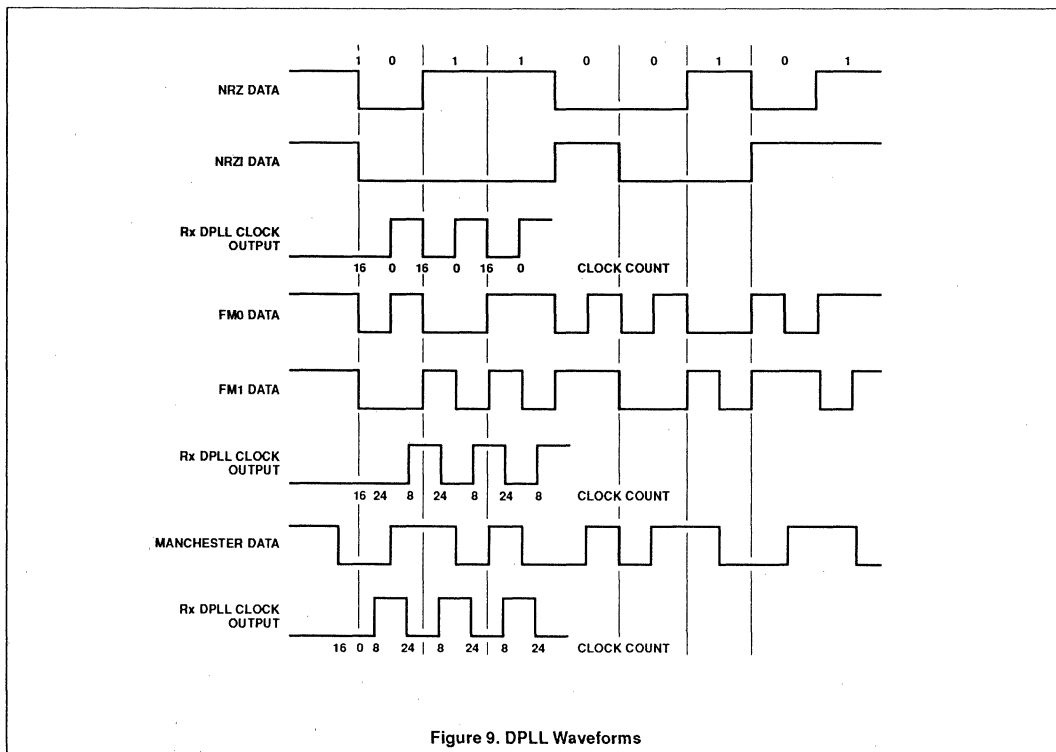 1 0 1 1 0 0 1 0 1
NRZ DATA
NRZI DATA
Rx DPLL CLOCK
OUTPUT
16 0 16 0 16 0 CLOCK COUNT
FM0 DATA
FM1 DATA
Rx DPLL CLOCK
OUTPUT
16 24 8 24 8 24 8 CLOCK COUNT
MANCHESTER DATA
Rx DPLL CLOCK
OUTPUT
16 0 8 24 8 24 8 24 CLOCK COUNT
Figure 9. DPLL Waveforms